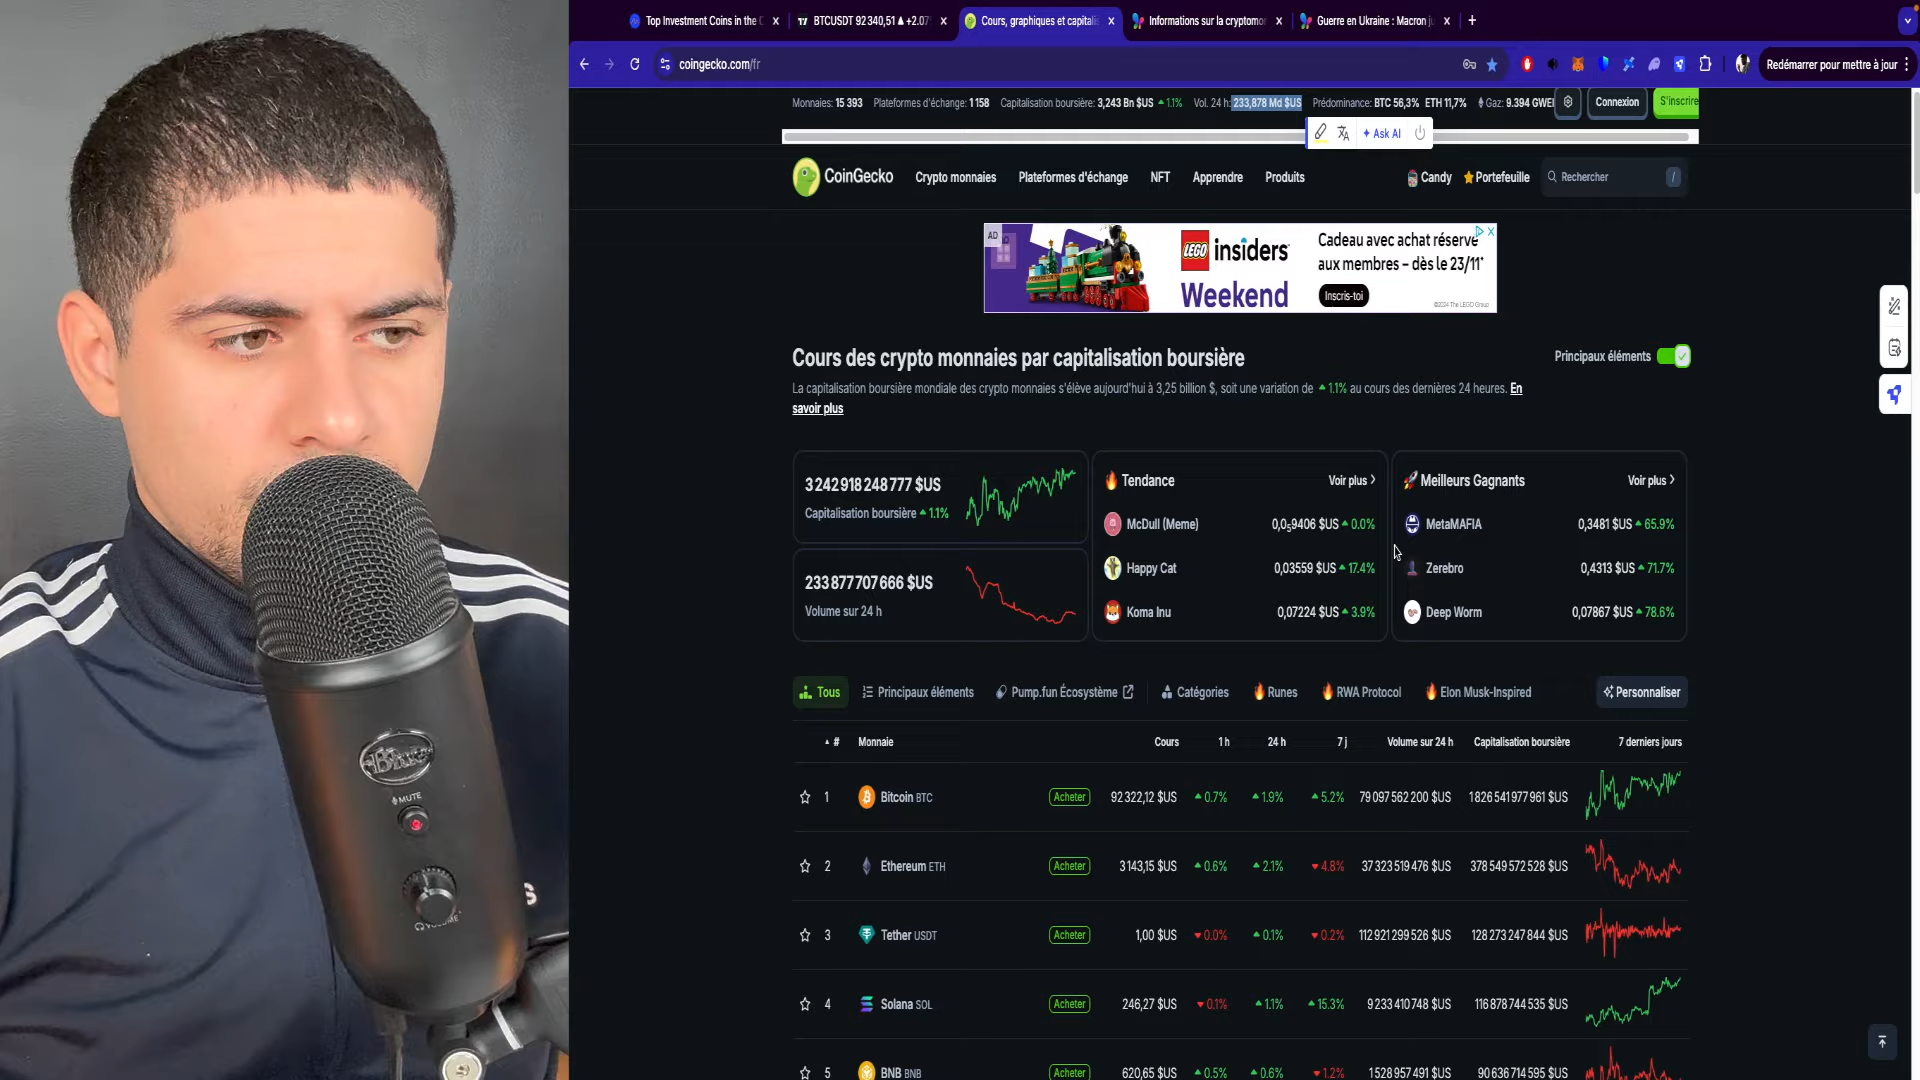 Top Investment Coins in the C
BTCUSDT 92 340,51 ▲ +2.07
Cours, graphiques et capitalis
Informations sur la cryptomon
Guerre en Ukraine : Macron ju
coingecko.com/fr
Redémarrer pour mettre à jour
Monnaies: 15 393 Plateformes d'échange: 1 158 Capitalisation boursière: 3,243 Bn $US ▲ 1.1% Vol. 24 h: 233,878 Md $US Prédominance: BTC 56,3% ETH 11,7% Gaz: 9.394 GWEI
Connexion
S'inscrire
Ask AI
CoinGecko
Crypto monnaies Plateformes d'échange NFT Apprendre Produits
Candy Portefeuille Rechercher /
AD
LEGO insiders
Weekend
Cadeau avec achat réservé
aux membres – dès le 23/11*
Inscris-toi
©2024 The LEGO Group
Cours des crypto monnaies par capitalisation boursière
Principaux éléments
La capitalisation boursière mondiale des crypto monnaies s'élève aujourd'hui à 3,25 billion $, soit une variation de ▲ 1.1% au cours des dernières 24 heures. En
savoir plus
3 242 918 248 777 $US
Capitalisation boursière ▲ 1.1%
233 877 707 666 $US
Volume sur 24 h
Tendance Voir plus
McDull (Meme) 0,0₅9406 $US ▲ 0.0%
Happy Cat 0,03559 $US ▲ 17.4%
Koma Inu 0,07224 $US ▲ 3.9%
Meilleurs Gagnants Voir plus
MetaMAFIA 0,3481 $US ▲ 65.9%
Zerebro 0,4313 $US ▲ 71.7%
Deep Worm 0,07867 $US ▲ 78.6%
Tous Principaux éléments Pump.fun Écosystème Catégories Runes RWA Protocol Elon Musk-Inspired Personnaliser
▲ # Monnaie Cours 1 h 24 h 7 j Volume sur 24 h Capitalisation boursière 7 derniers jours
1 Bitcoin BTC Acheter 92 322,12 $US ▲ 0.7% ▲ 1.9% ▲ 5.2% 79 097 562 200 $US 1 826 541 977 961 $US
2 Ethereum ETH Acheter 3 143,15 $US ▲ 0.6% ▲ 2.1% ▼ 4.8% 37 323 519 476 $US 378 549 572 528 $US
3 Tether USDT Acheter 1,00 $US ▼ 0.0% ▲ 0.1% ▼ 0.2% 112 921 299 526 $US 128 273 247 844 $US
4 Solana SOL Acheter 246,27 $US ▼ 0.1% ▲ 1.1% ▲ 15.3% 9 233 410 748 $US 116 878 744 535 $US
5 BNB BNB Acheter 620,65 $US ▲ 0.5% ▲ 0.6% ▼ 1.2% 1 528 957 491 $US 90 636 714 595 $US
Blue
MUTE
VOLUME
S